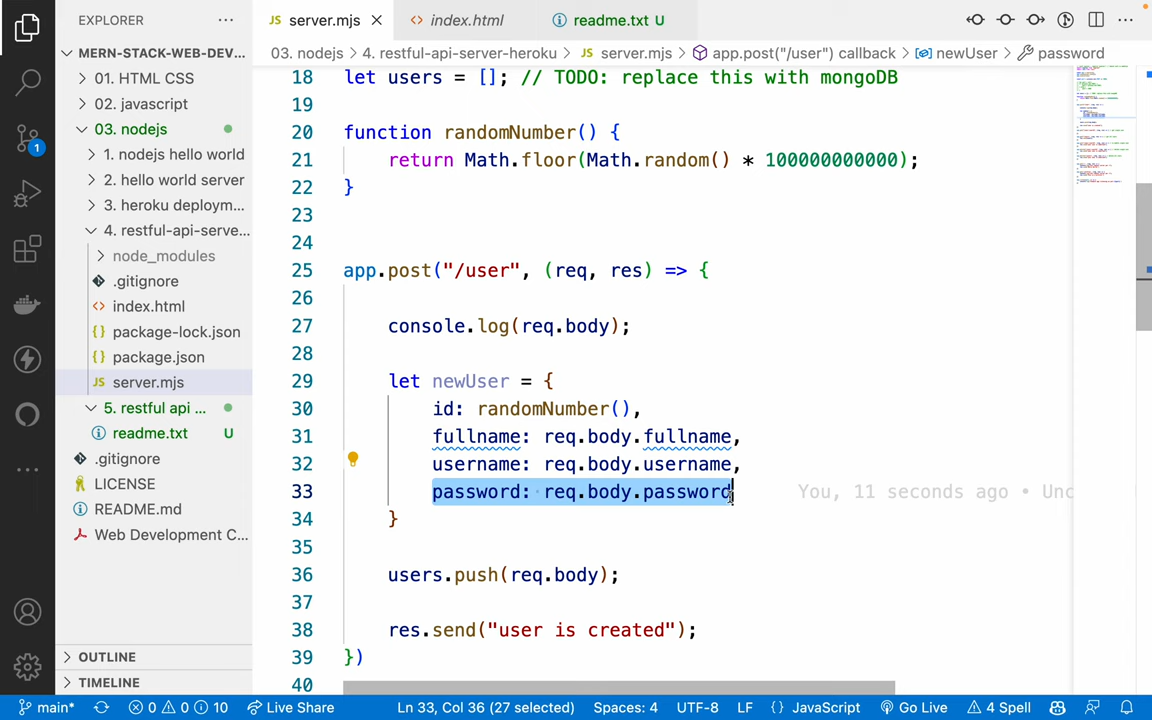 EXPLORER
server.mjs
index.html
readme.txt U
MERN-STACK-WEB-DEV...
01. HTML CSS
02. javascript
03. nodejs
1. nodejs hello world
2. hello world server
3. heroku deploym...
4. restful-api-serve...
node_modules
.gitignore
index.html
package-lock.json
package.json
server.mjs
5. restful api ...
readme.txt U
.gitignore
LICENSE
README.md
Web Development C...
OUTLINE
TIMELINE
1
03. nodejs > 4. restful-api-server-heroku > server.mjs > app.post("/user") callback > newUser > password
18 let users = []; // TODO: replace this with mongoDB
19
20 function randomNumber() {
21 return Math.floor(Math.random() * 100000000000);
22 }
23
24
25 app.post("/user", (req, res) => {
26
27 console.log(req.body);
28
29 let newUser = {
30 id: randomNumber(),
31 fullname: req.body.fullname,
32 username: req.body.username,
33 password: req.body.password You, 11 seconds ago • Unc
34 }
35
36 users.push(req.body);
37
38 res.send("user is created");
39 })
40
main* 0 0 10 Live Share Ln 33, Col 36 (27 selected) Spaces: 4 UTF-8 LF {} JavaScript Go Live 4 Spell